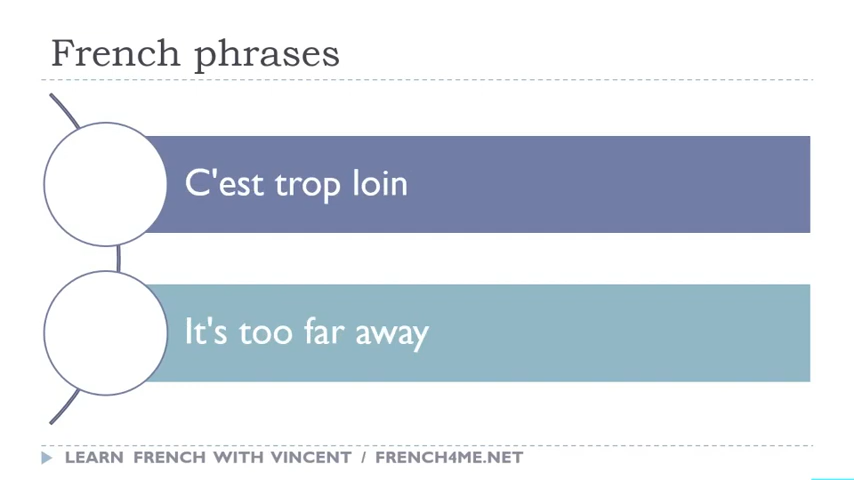 French phrases
C'est trop loin
It's too far away
LEARN FRENCH WITH VINCENT / FRENCH4ME.NET